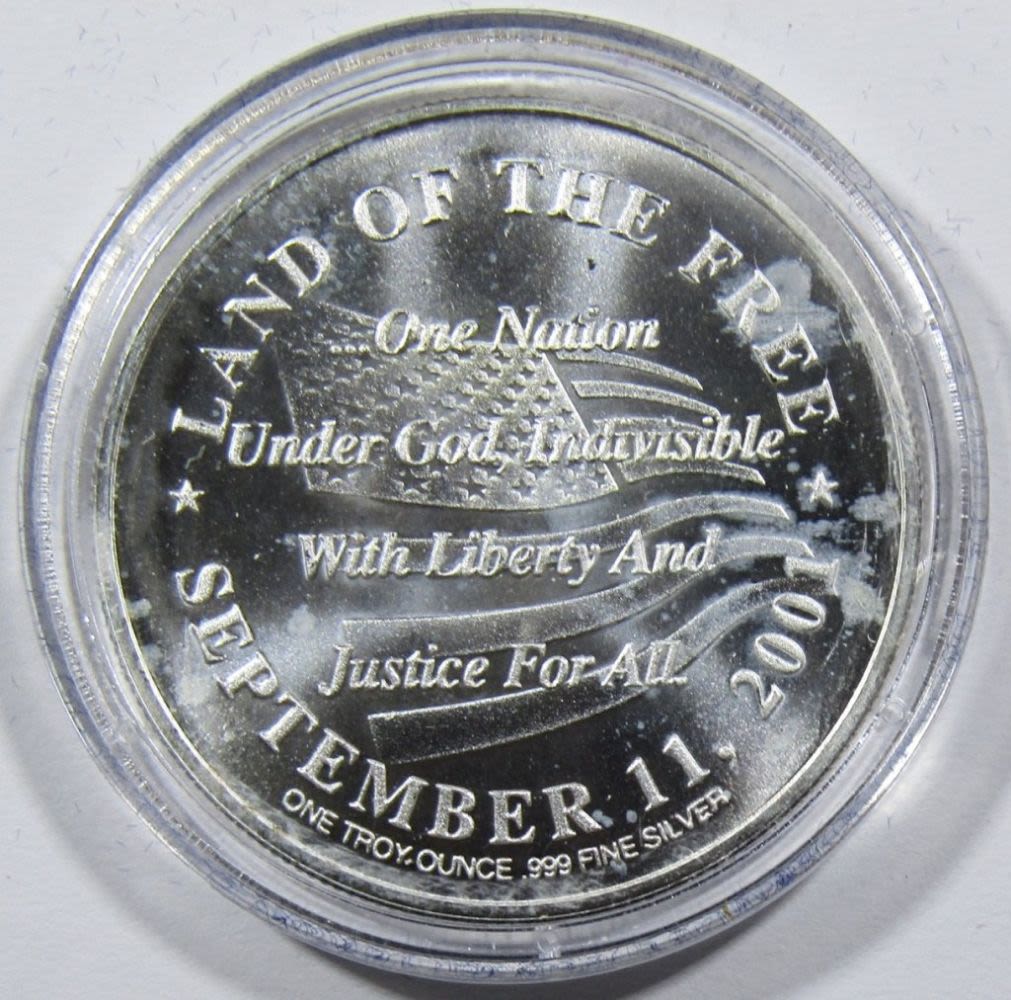 LAND OF THE FREE
...One Nation
Under God, Indivisible
With Liberty And
Justice For All.
SEPTEMBER 11, 2001
ONE TROY OUNCE .999 FINE SILVER